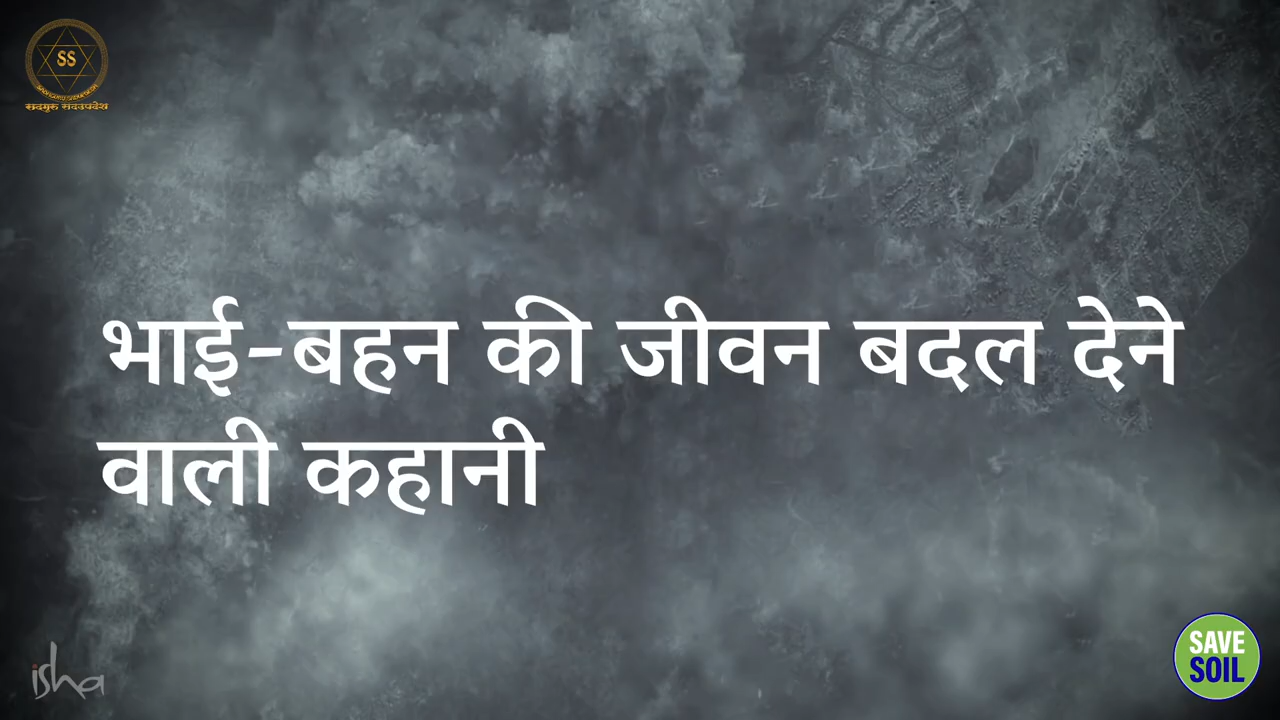 SS
सद्गुरु सदउपदेश
भाई-बहन की जीवन बदल देने
वाली कहानी
isha
SAVE
SOIL